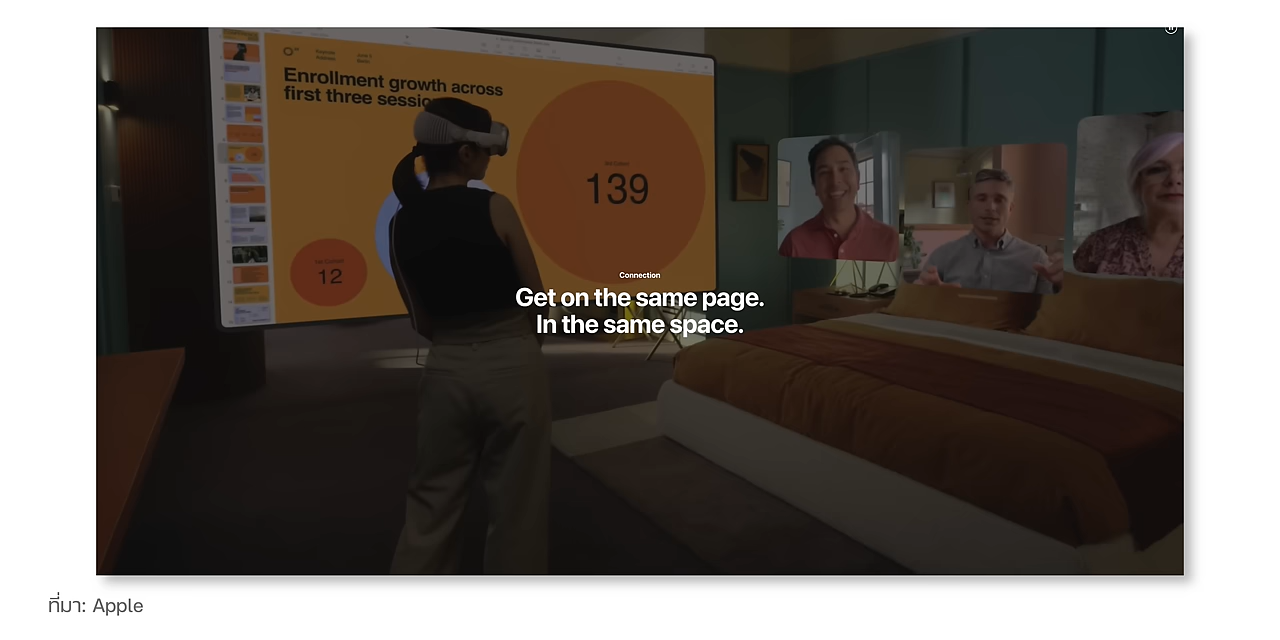 Enrollment growth across
first three sessio
139
12
Connection
Get on the same page.
In the same space.
ที่มา: Apple